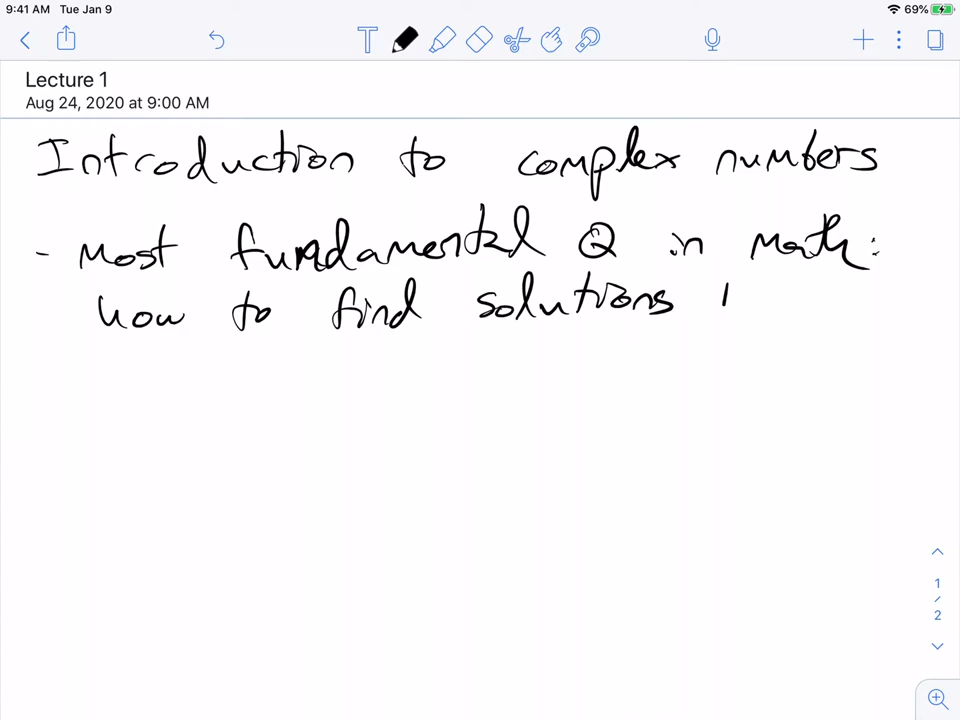 9:41 AM Tue Jan 9 69%
T
Lecture 1
Aug 24, 2020 at 9:00 AM
Introduction to complex numbers
- Most fundamental Q in math:
how to find solutions
1
/
2